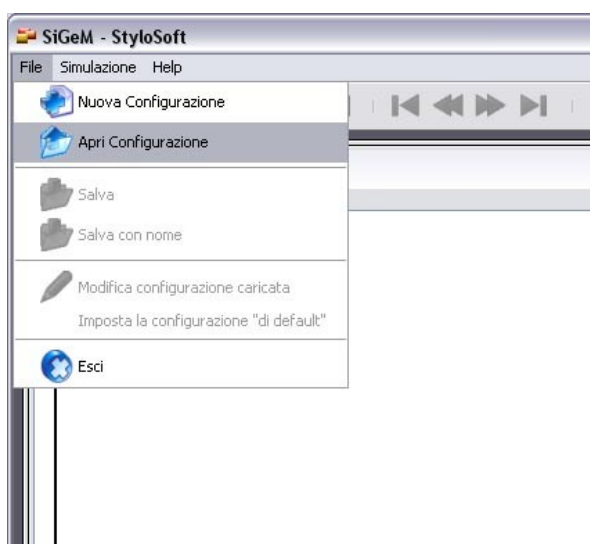 SiGeM - StyloSoft
File Simulazione Help
Nuova Configurazione
Apri Configurazione
Salva
Salva con nome
Modifica configurazione caricata
Imposta la configurazione "di default"
Esci